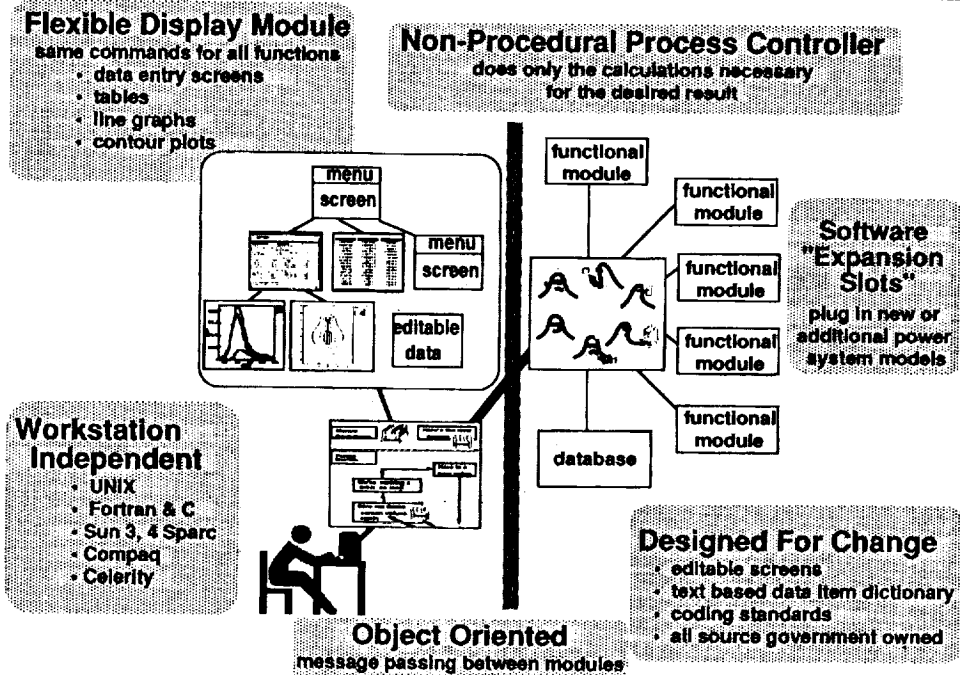 Flexible Display Module
same commands for all functions
• data entry screens
• tables
• line graphs
• contour plots
Non-Procedural Process Controller
does only the calculations necessary
for the desired result
menu
screen
menu
screen
editable
data
functional
module
functional
module
functional
module
functional
module
functional
module
database
Software
"Expansion
Slots"
plug in new or
additional power
system models
Workstation
Independent
• UNIX
• Fortran & C
• Sun 3, 4 Sparc
• Compaq
• Celerity
Designed For Change
• editable screens
• text based data item dictionary
• coding standards
• all source government owned
Object Oriented
message passing between modules